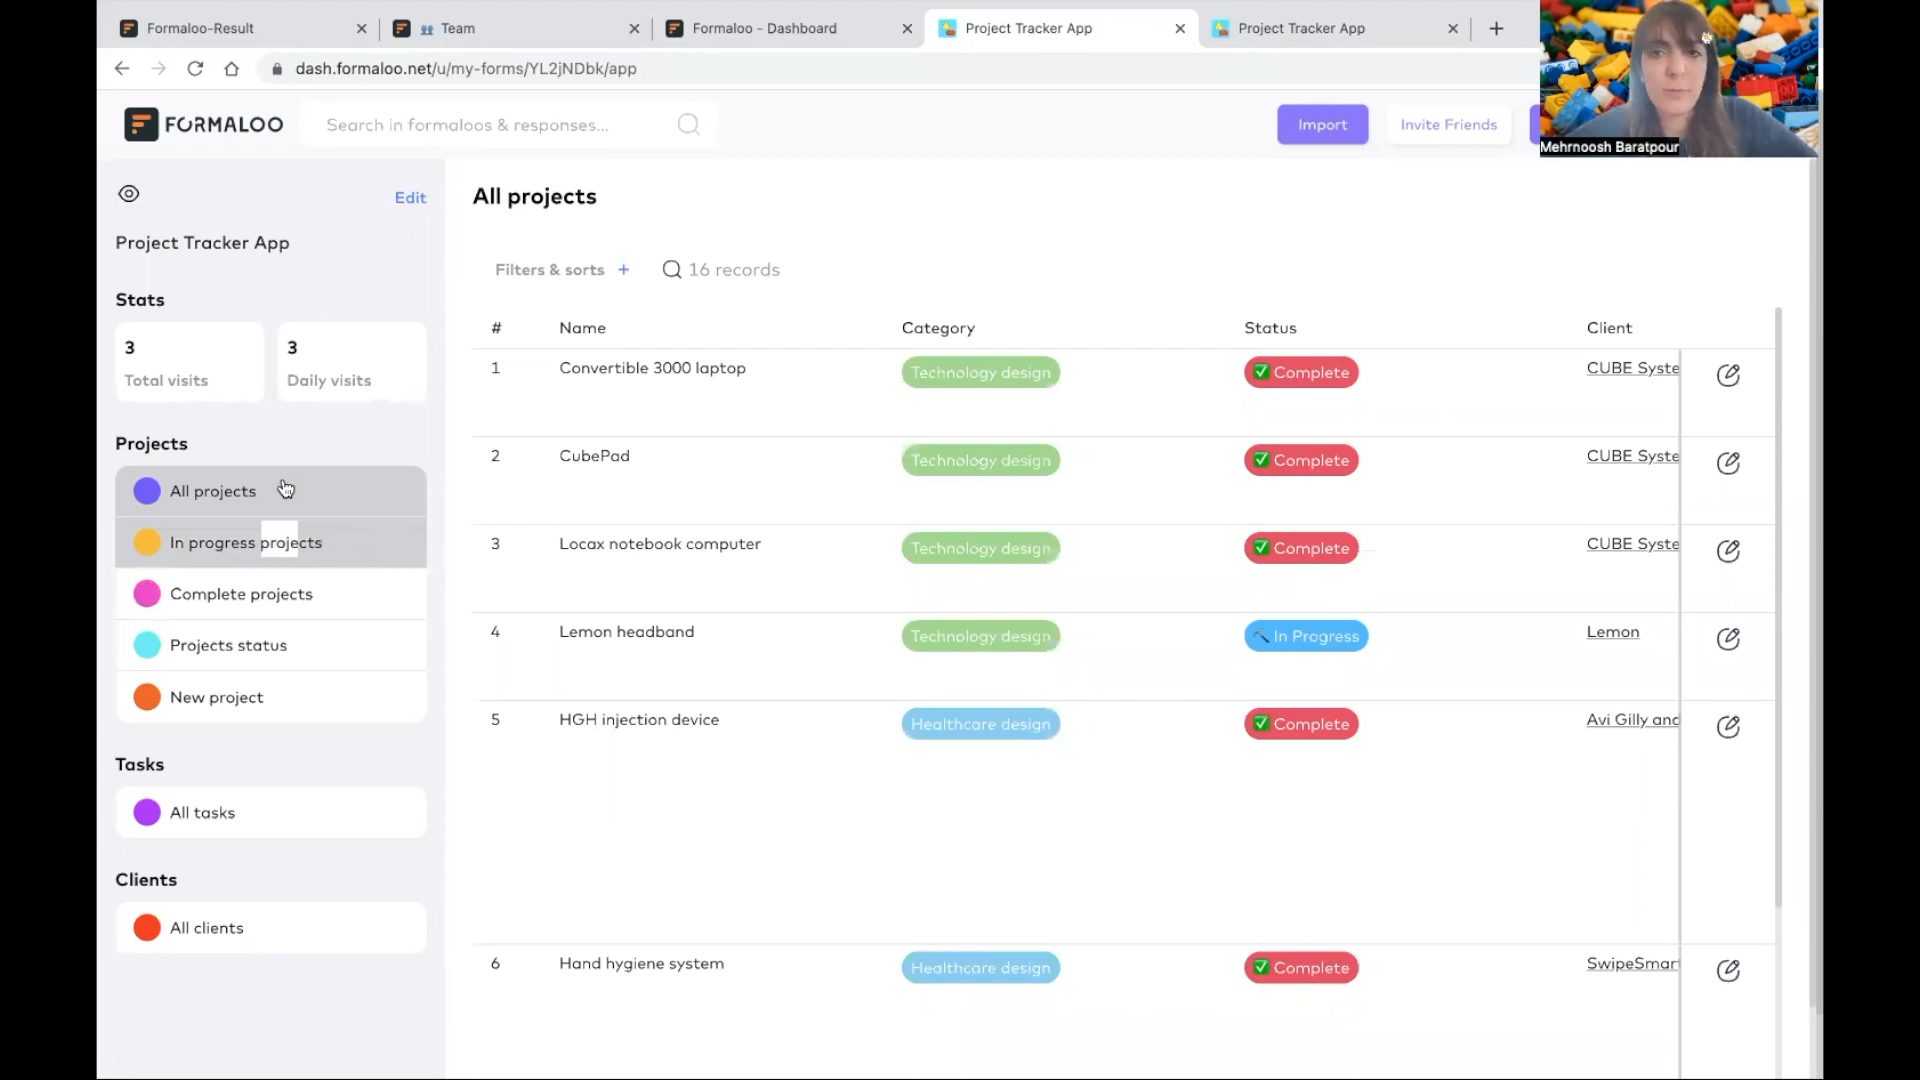 Formaloo-Result
Team
Formaloo - Dashboard
Project Tracker App
Project Tracker App
dash.formaloo.net/u/my-forms/YL2jNDbk/app
FORMALOO
Search in formaloos & responses...
Import
Invite Friends
Mehrnoosh Baratpour
Edit
Project Tracker App
Stats
3
Total visits
3
Daily visits
Projects
All projects
In progress projects
Complete projects
Projects status
New project
Tasks
All tasks
Clients
All clients
All projects
Filters & sorts +
16 records
# Name Category Status Client
1 Convertible 3000 laptop Technology design Complete CUBE Syste
2 CubePad Technology design Complete CUBE Syste
3 Locax notebook computer Technology design Complete CUBE Syste
4 Lemon headband Technology design In Progress Lemon
5 HGH injection device Healthcare design Complete Avi Gilly and
6 Hand hygiene system Healthcare design Complete SwipeSmart